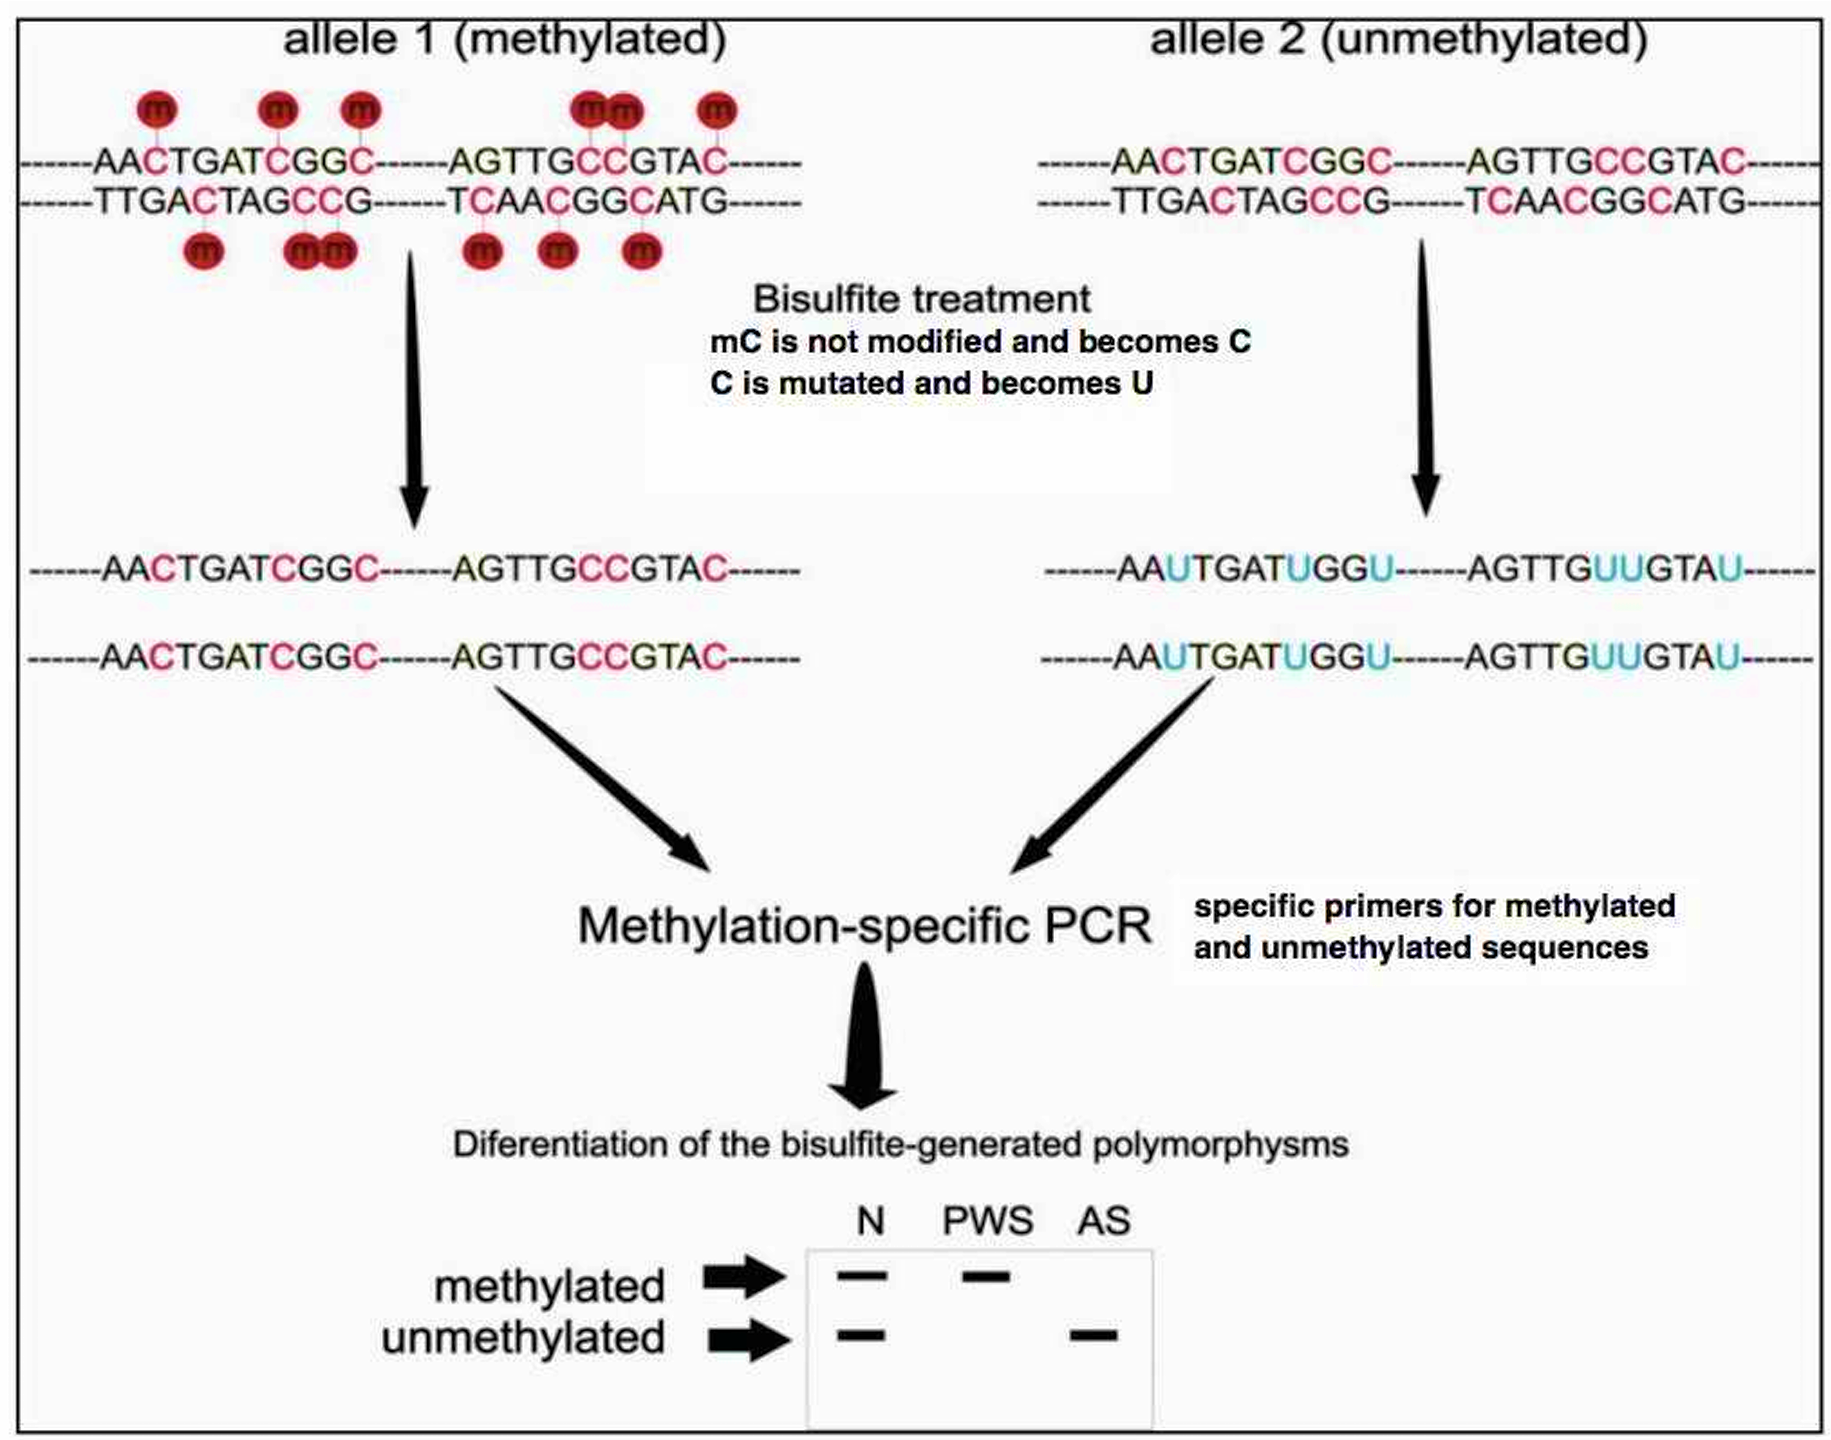 allele 1 (methylated)
allele 2 (unmethylated)
m m m m m m
------AACTGATCGGC------AGTTGCCGTAC------
------TTGACTAGCCG------TCAACGGCATG------
m m m m m m
------AACTGATCGGC------AGTTGCCGTAC------
------TTGACTAGCCG------TCAACGGCATG------
Bisulfite treatment
mC is not modified and becomes C
C is mutated and becomes U
------AACTGATCGGC------AGTTGCCGTAC------
------AACTGATCGGC------AGTTGCCGTAC------
------AAUTGATUGGU------AGTTGUUGTAU------
------AAUTGATUGGU------AGTTGUUGTAU------
Methylation-specific PCR
specific primers for methylated
and unmethylated sequences
Diferentiation of the bisulfite-generated polymorphysms
N PWS AS
methylated
unmethylated